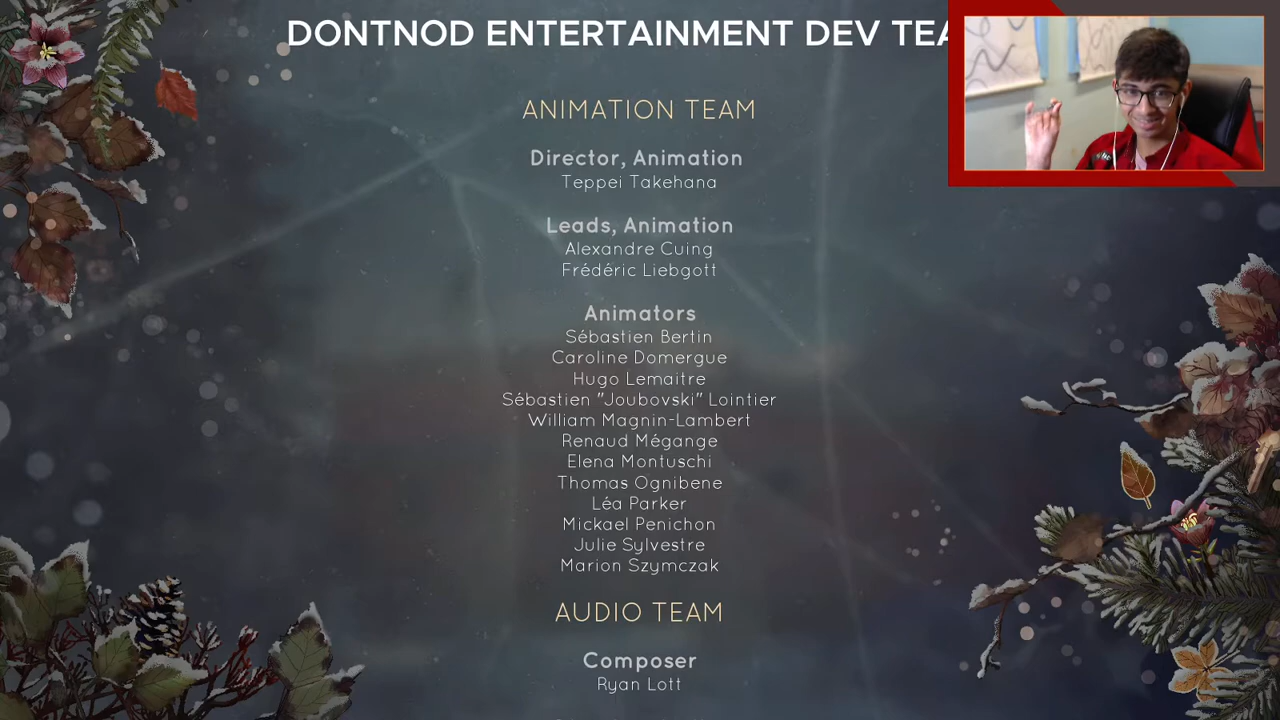 DONTNOD ENTERTAINMENT DEV TEA
ANIMATION TEAM
Director, Animation
Teppei Takehana
Leads, Animation
Alexandre Cuing
Frédéric Liebgott
Animators
Sébastien Bertin
Caroline Domergue
Hugo Lemaitre
Sébastien "Joubovski" Lointier
William Magnin-Lambert
Renaud Mégange
Elena Montuschi
Thomas Ognibene
Léa Parker
Mickael Penichon
Julie Sylvestre
Marion Szymczak
AUDIO TEAM
Composer
Ryan Lott